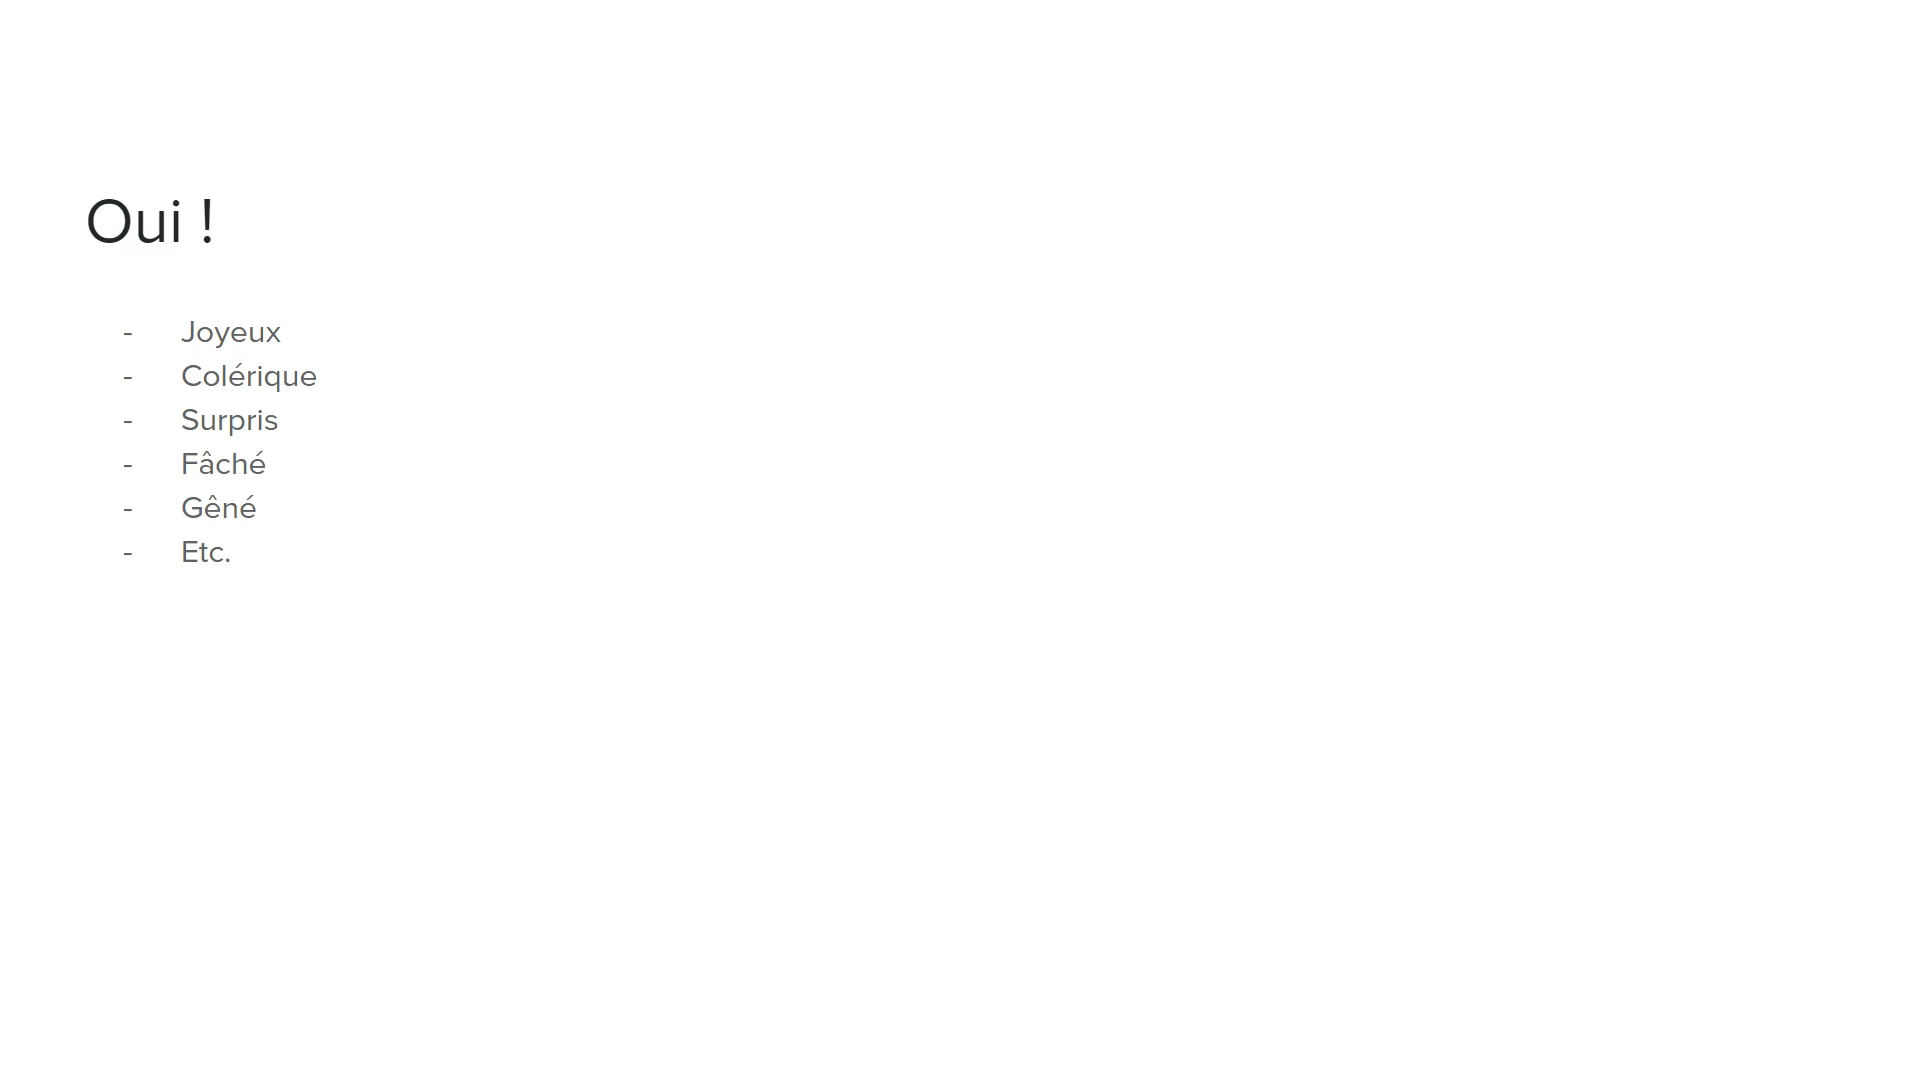 Oui !
- Joyeux
- Colérique
- Surpris
- Fâché
- Gêné
- Etc.